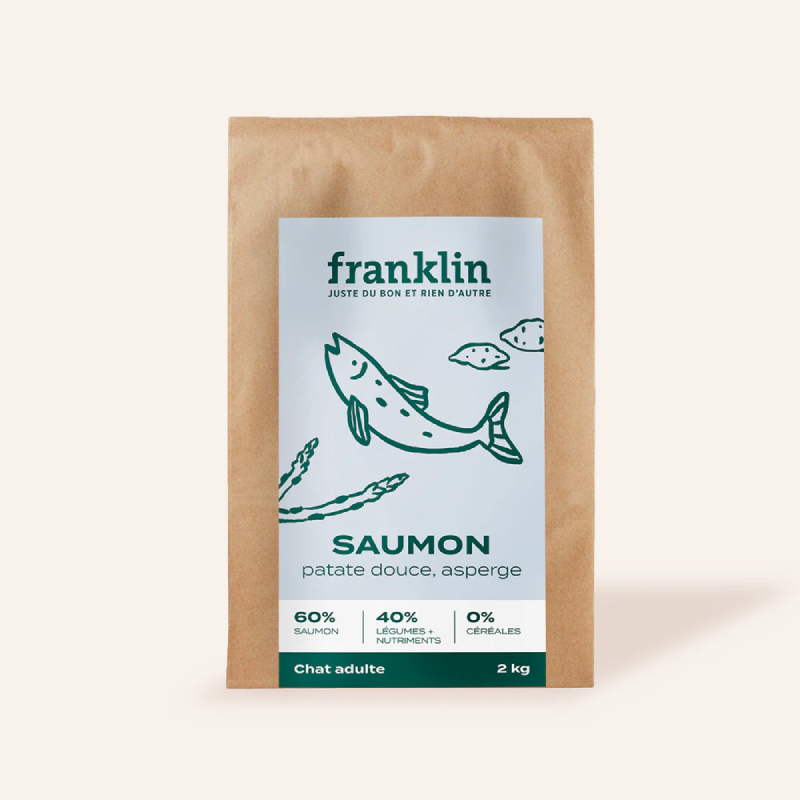 franklin
JUSTE DU BON ET RIEN D'AUTRE
SAUMON
patate douce, asperge
60% 40% 0%
SAUMON LÉGUMES + CÉRÉALES
NUTRIMENTS
Chat adulte 2 kg